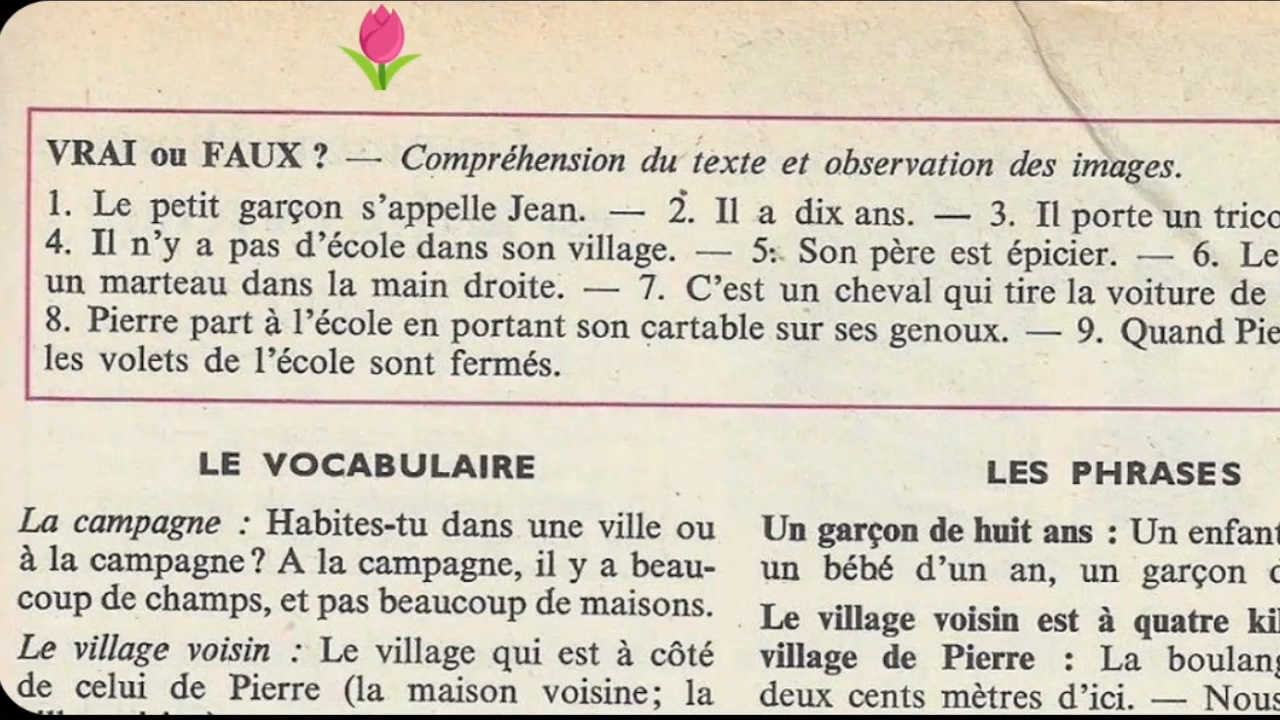 VRAI ou FAUX ? — Compréhension du texte et observation des images.
1. Le petit garçon s'appelle Jean. — 2. Il a dix ans. — 3. Il porte un
4. Il n'y a pas d'école dans son village. — 5. Son père est épicier. — 6. Le
un marteau dans la main droite. — 7. C'est un cheval qui tire la voiture de
8. Pierre part à l'école en portant son cartable sur ses genoux. — 9. Quand
les volets de l'école sont fermés.
LE VOCABULAIRE
La campagne : Habites-tu dans une ville ou
à la campagne ? A la campagne, il y a beau-
coup de champs, et pas beaucoup de maisons.
Le village voisin : Le village qui est à côté
de celui de Pierre (la maison voisine ; la
LES PHRASES
Un garçon de huit ans : Un enfant
un bébé d'un an, un garçon
Le village voisin est à quatre
village de Pierre : La
deux cents mètres d'ici. — Nous